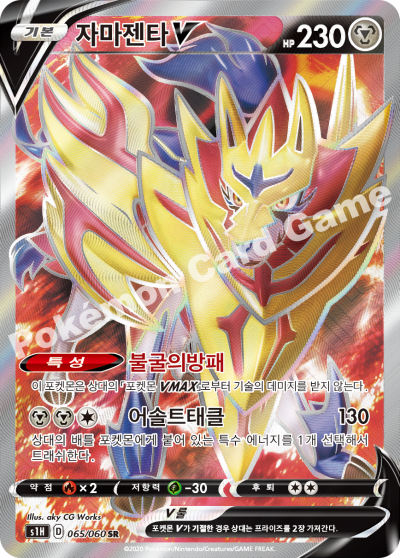 기본 자마젠타 V HP 230
Pokémon Card Game
특성 불굴의방패
이 포켓몬은 상대의 「포켓몬 VMAX」로부터 기술의 데미지를 받지 않는다.
어솔트태클 130
상대의 배틀 포켓몬에게 붙어 있는 특수 에너지를 1개 선택해서
트래쉬한다.
약점 ×2 저항력 -30 후퇴
Illus. aky CG Works
V룰
s1H D 065/060 SR
포켓몬 V가 기절한 경우 상대는 프라이즈를 2장 가져간다.
©2020 Pokémon/Nintendo/Creatures/GAME FREAK.